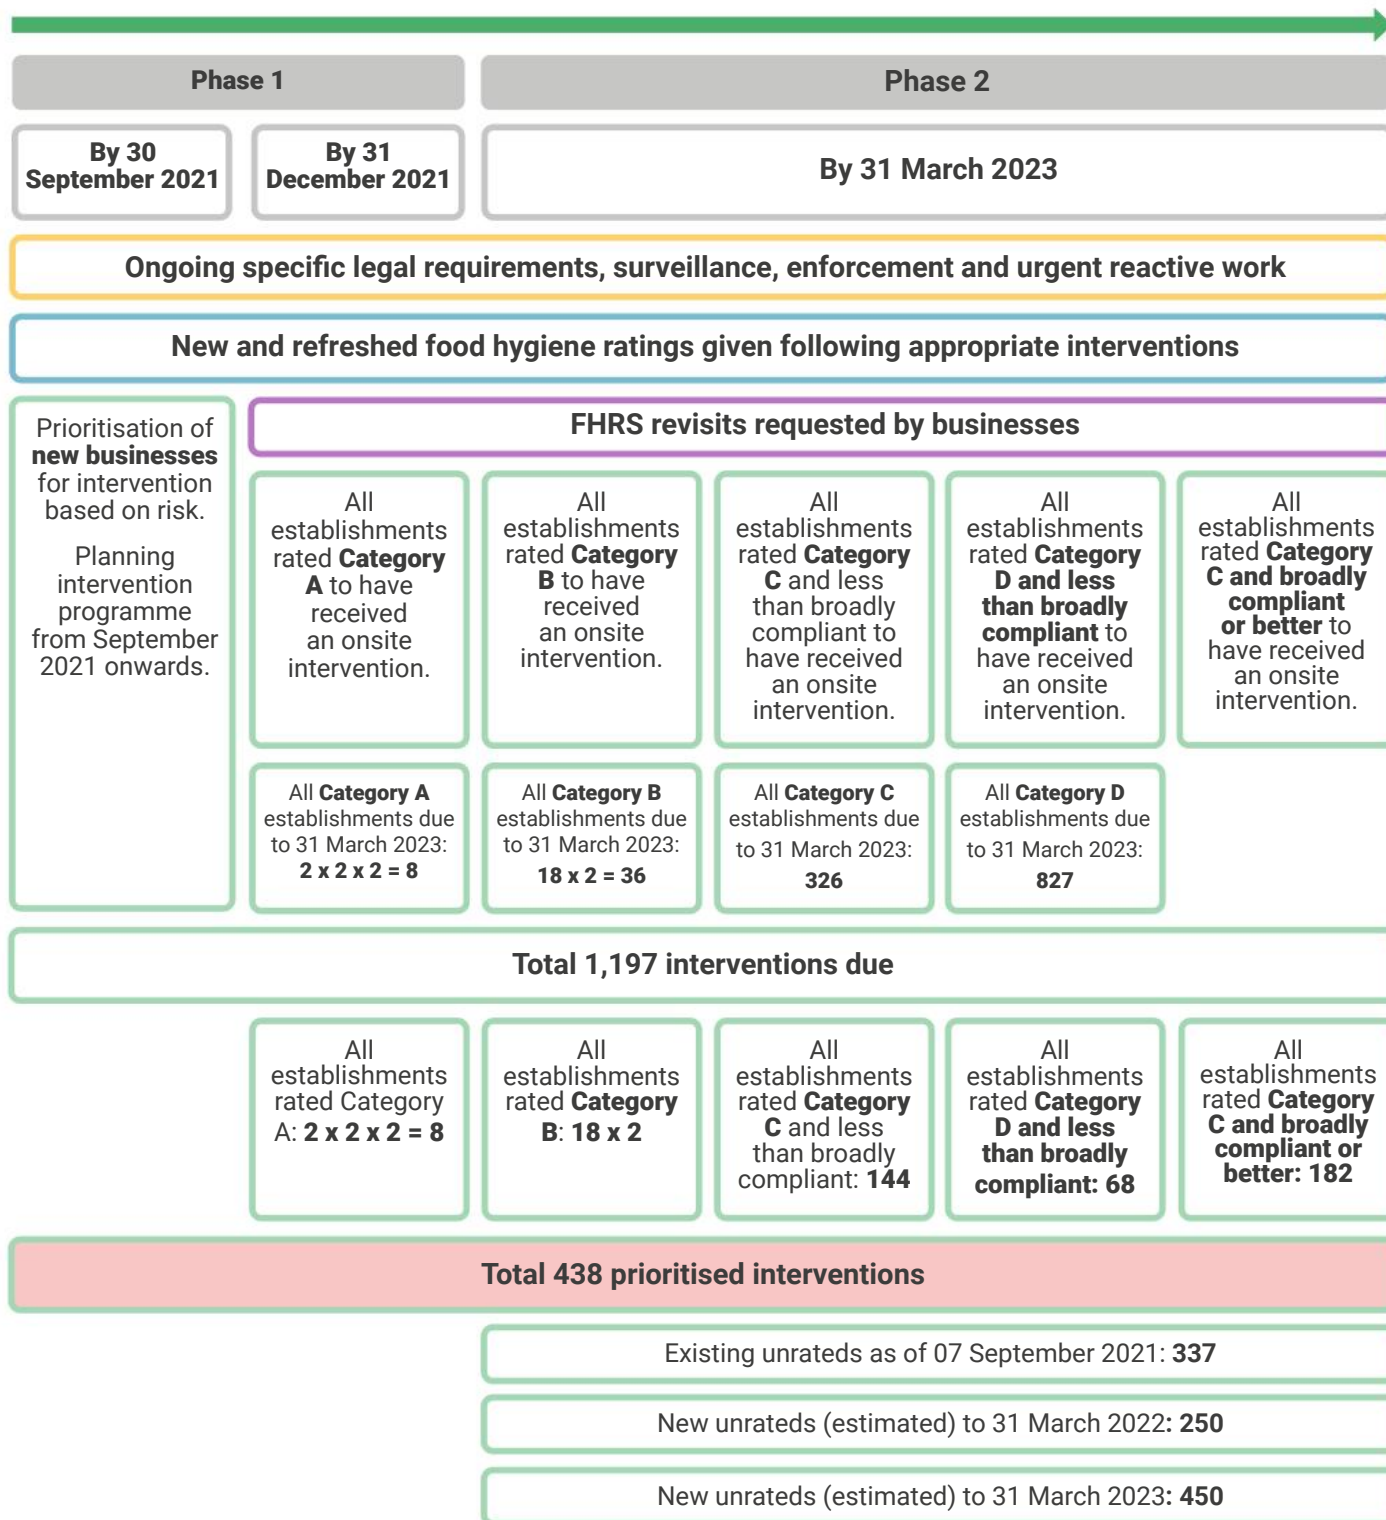 Phase 1
Phase 2
By 30
September 2021
By 31
December 2021
By 31 March 2023
Ongoing specific legal requirements, surveillance, enforcement and urgent reactive work
New and refreshed food hygiene ratings given following appropriate interventions
Prioritisation of
new businesses
for intervention
based on risk.
Planning
intervention
programme
from September
2021 onwards.
FHRS revisits requested by businesses
All
establishments
rated Category
A to have
received
an onsite
intervention.
All
establishments
rated Category
B to have
received
an onsite
intervention.
All
establishments
rated Category
C and less
than broadly
compliant to
have received
an onsite
intervention.
All
establishments
rated Category
D and less
than broadly
compliant to
have received
an onsite
intervention.
All
establishments
rated Category
C and broadly
compliant
or better to
have received
an onsite
intervention.
All Category A
establishments due
to 31 March 2023:
2 x 2 x 2 = 8
All Category B
establishments due
to 31 March 2023:
18 x 2 = 36
All Category C
establishments due
to 31 March 2023:
326
All Category D
establishments due
to 31 March 2023:
827
Total 1,197 interventions due
All
establishments
rated Category
A: 2 x 2 x 2 = 8
All
establishments
rated Category
B: 18 x 2
All
establishments
rated Category
C and less
than broadly
compliant: 144
All
establishments
rated Category
D and less
than broadly
compliant: 68
All
establishments
rated Category
C and broadly
compliant or
better: 182
Total 438 prioritised interventions
Existing unrateds as of 07 September 2021: 337
New unrateds (estimated) to 31 March 2022: 250
New unrateds (estimated) to 31 March 2023: 450